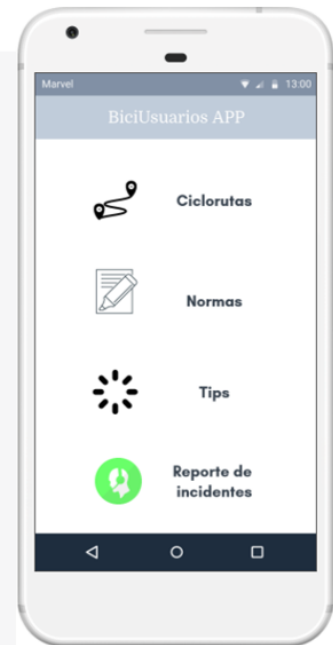 Marvel 13:00
BiciUsuarios APP
Ciclorutas
Normas
Tips
Reporte de
incidentes